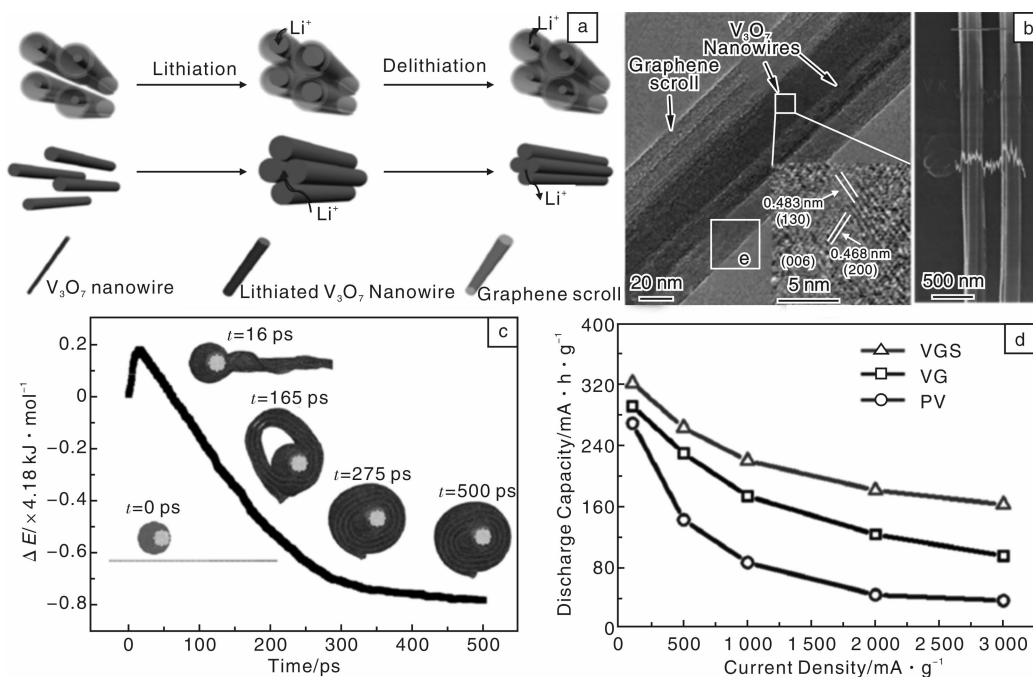 a
Li⁺
Li⁺
Lithiation
Delithiation
Li⁺
Li⁺
V₃O₇ nanowire
Lithiated V₃O₇ Nanowire
Graphene scroll
b
V₃O₇
Nanowires
Graphene
scroll
0.483 nm
(130)
0.468 nm
(200)
(006)
e
20 nm
5 nm
500 nm
c
t=16 ps
t=165 ps
t=275 ps
t=500 ps
t=0 ps
0.2
0
−0.2
−0.4
−0.6
−0.8
ΔE/×4.18 kJ·mol⁻¹
0 100 200 300 400 500
Time/ps
d
VGS
VG
PV
400
320
240
160
80
0
Discharge Capacity/mA·h·g⁻¹
0 500 1 000 1 500 2 000 2 500 3 000
Current Density/mA·g⁻¹